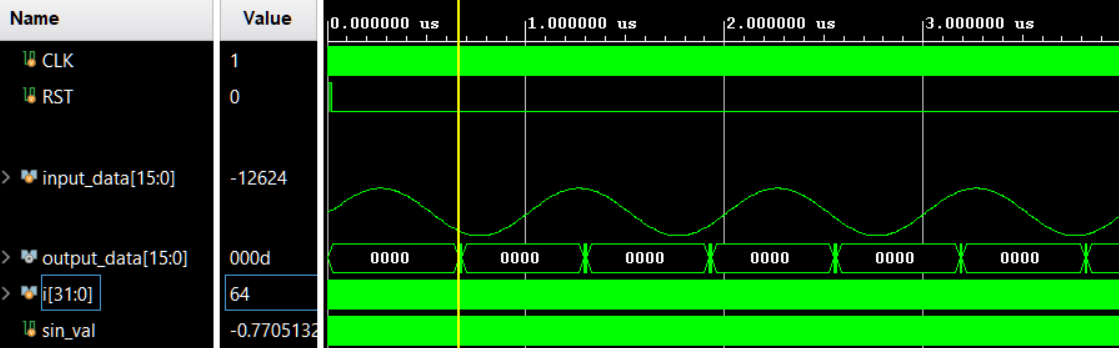 Name Value 0.000000 us 1.000000 us 2.000000 us 3.000000 us
CLK 1
RST 0
input_data[15:0] -12624
output_data[15:0] 000d 0000 0000 0000 0000 0000 0000
i[31:0] 64
sin_val -0.7705132